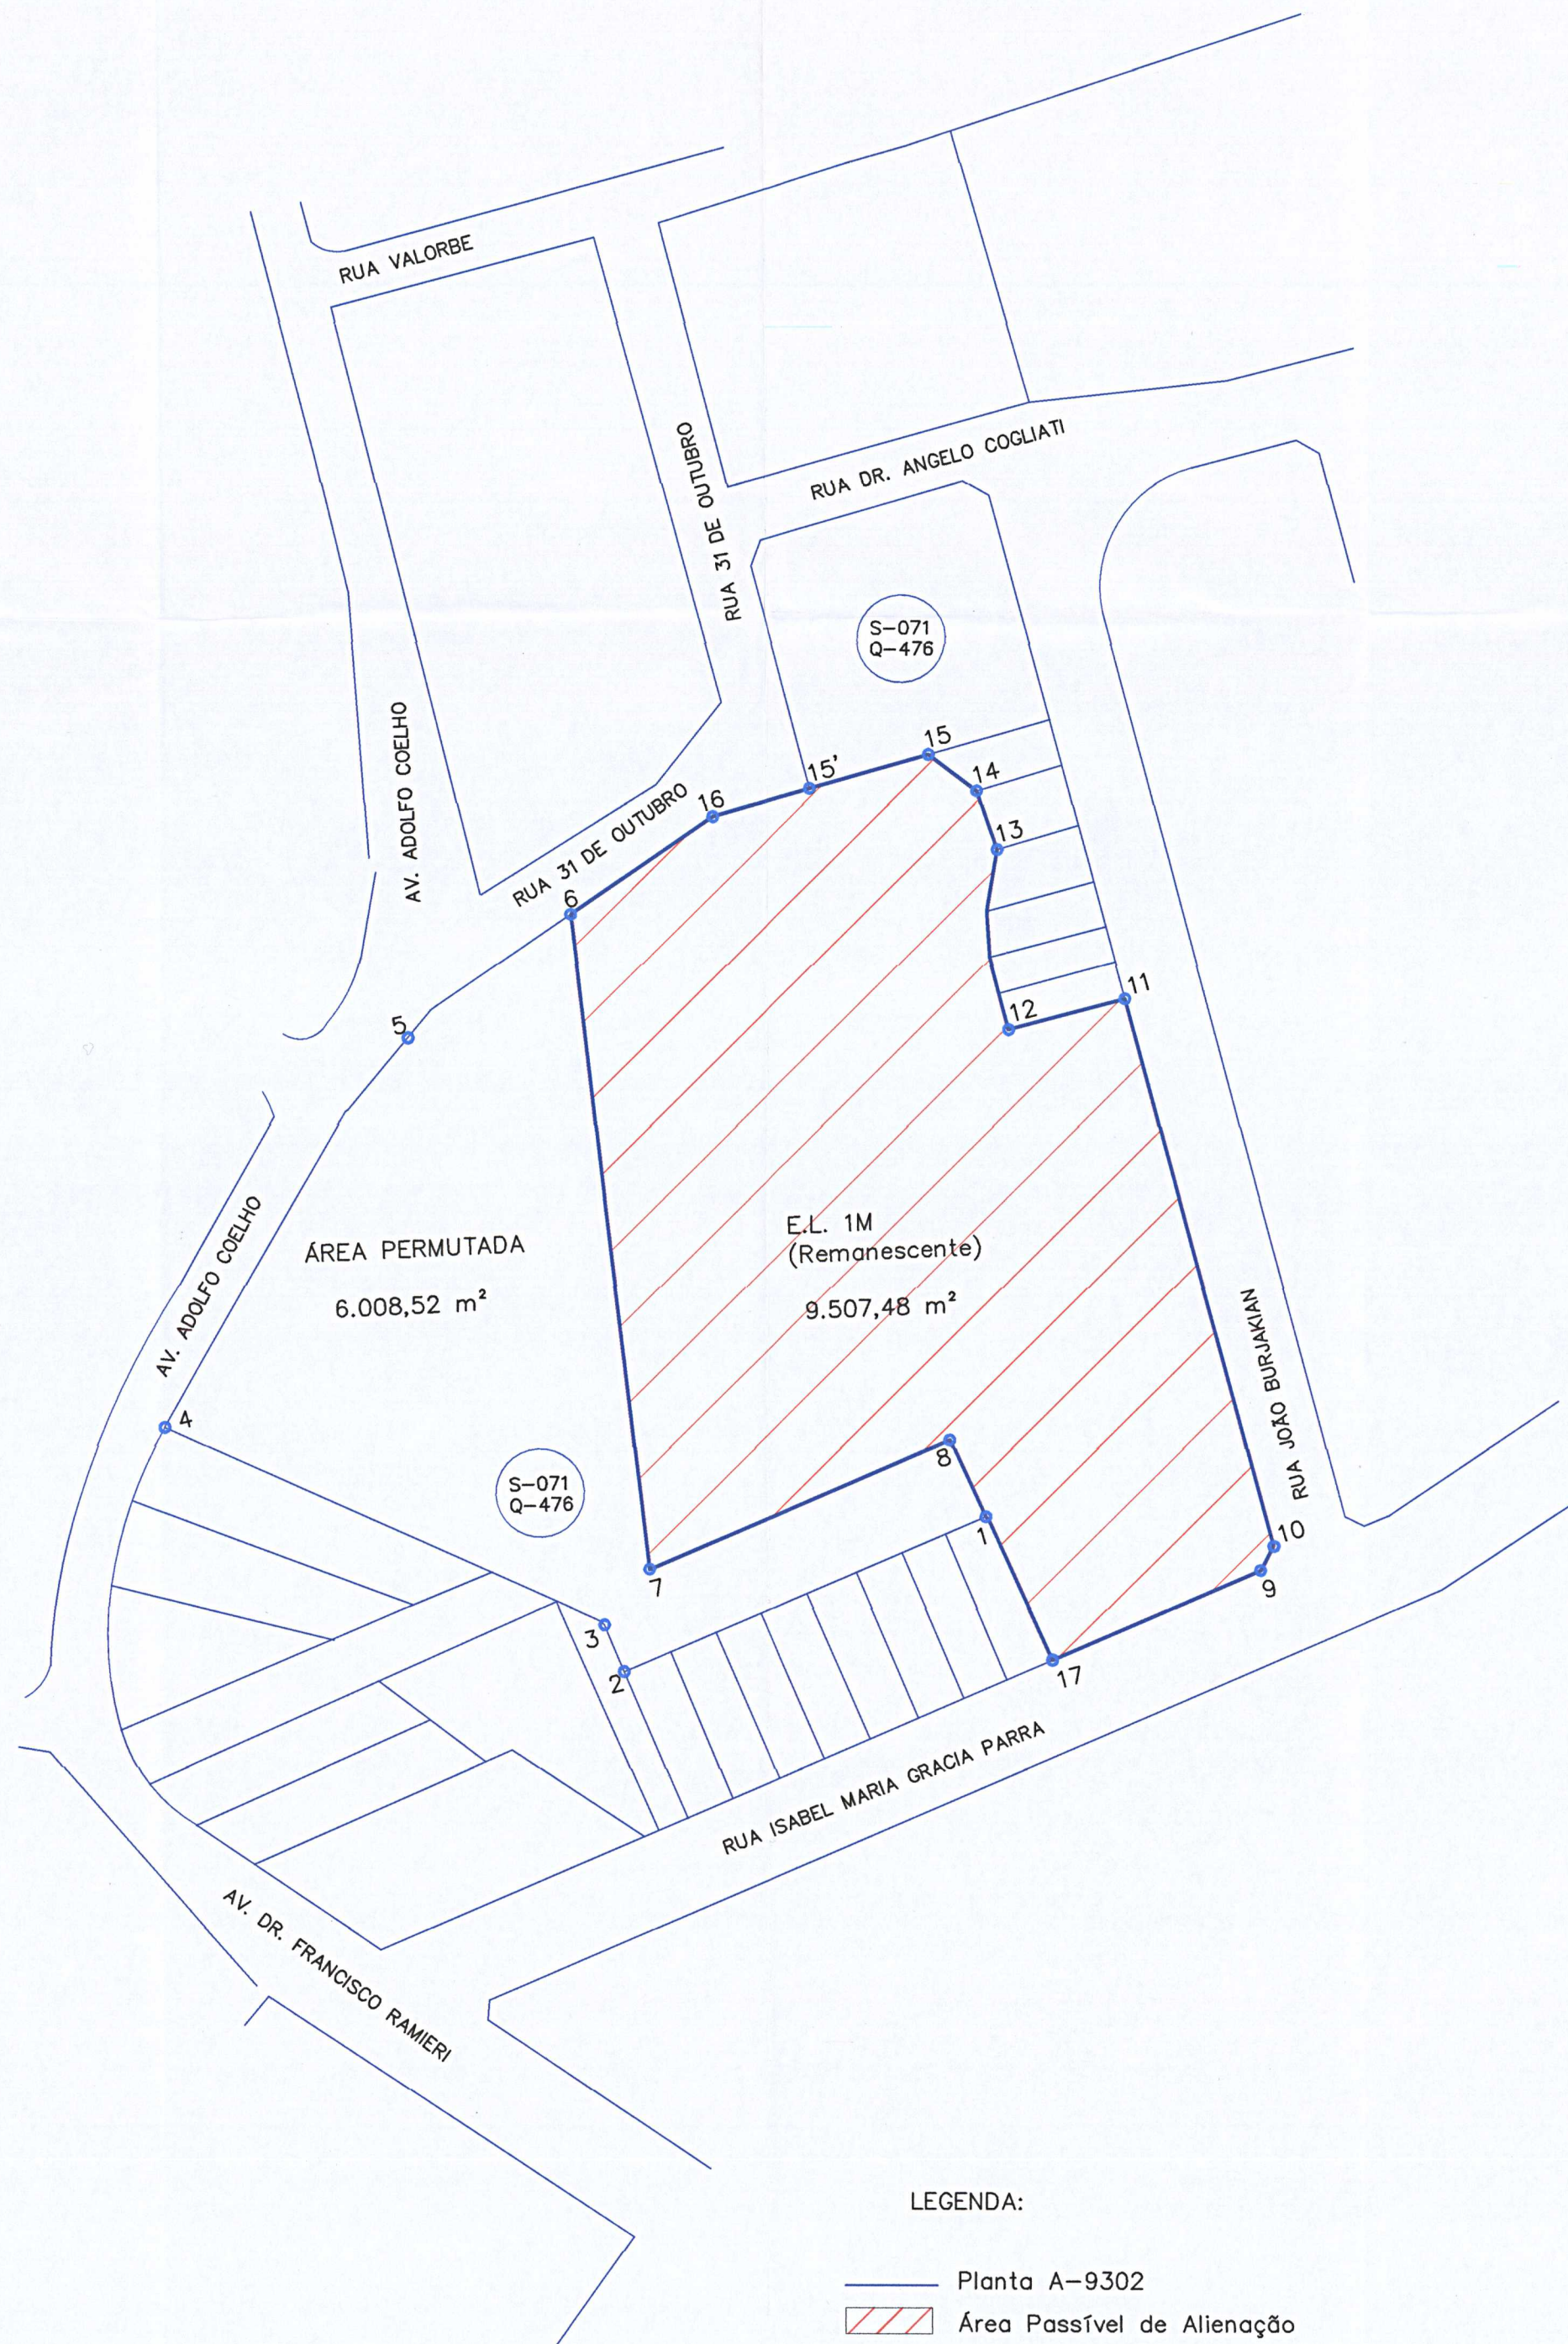 RUA VALORBE
RUA 31 DE OUTUBRO
RUA DR. ANGELO COGLIATI
S-071
Q-476
AV. ADOLFO COELHO
RUA 31 DE OUTUBRO
15
15'
14
16
13
6
11
12
5
AV. ADOLFO COELHO
ÁREA PERMUTADA
6.008,52 m²
E.L. 1M
(Remanescente)
9.507,48 m²
RUA JOÃO BURJAKIAN
4
S-071
Q-476
8
1
10
9
7
3
2
17
RUA ISABEL MARIA GRACIA PARRA
AV. DR. FRANCISCO RAMIERI
LEGENDA:
Planta A-9302
Área Passível de Alienação